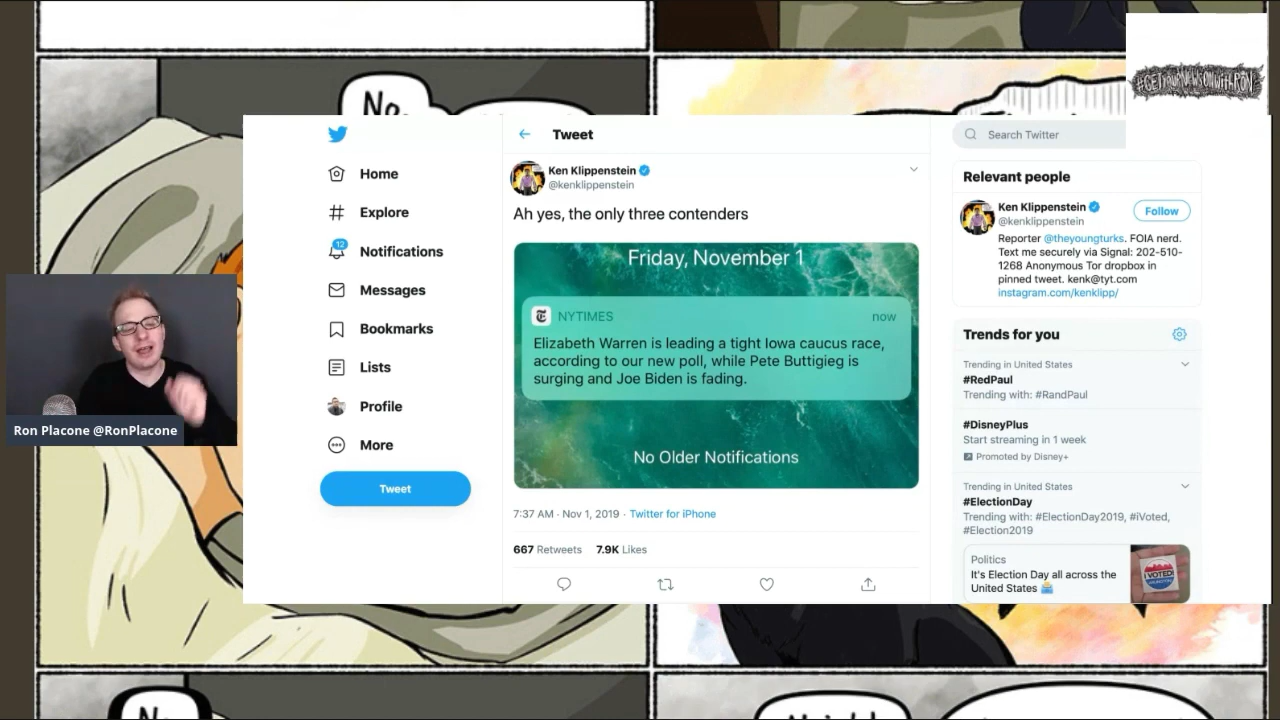 No.
#GETYOURNEWSONWITHRON
Home
Explore
12
Notifications
Messages
Bookmarks
Lists
Profile
More
Tweet
Tweet
Ken Klippenstein
@kenklippenstein
Ah yes, the only three contenders
Friday, November 1
NYTIMES
now
Elizabeth Warren is leading a tight Iowa caucus race,
according to our new poll, while Pete Buttigieg is
surging and Joe Biden is fading.
No Older Notifications
7:37 AM · Nov 1, 2019 · Twitter for iPhone
667 Retweets 7.9K Likes
Search Twitter
Relevant people
Ken Klippenstein
@kenklippenstein
Follow
Reporter @theyoungturks. FOIA nerd.
Text me securely via Signal: 202-510-
1268 Anonymous Tor dropbox in
pinned tweet. kenk@tyt.com
instagram.com/kenklipp/
Trends for you
Trending in United States
#RedPaul
Trending with: #RandPaul
#DisneyPlus
Start streaming in 1 week
Promoted by Disney+
Trending in United States
#ElectionDay
Trending with: #ElectionDay2019, #iVoted,
#Election2019
Politics
It's Election Day all across the
United States
I VOTED
Ron Placone @RonPlacone